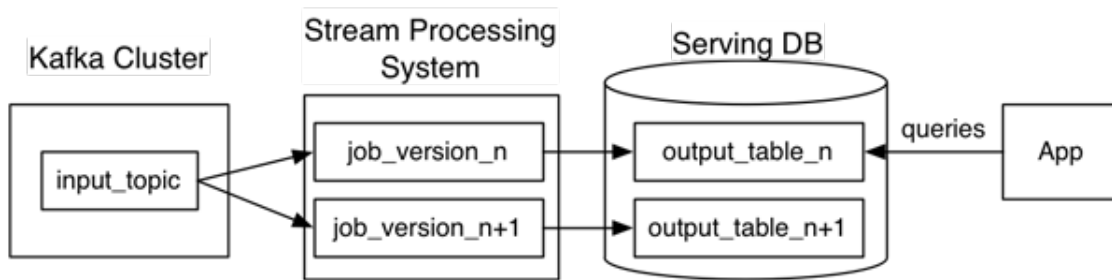 Kafka Cluster
Stream Processing
System
Serving DB
input_topic
job_version_n
job_version_n+1
output_table_n
output_table_n+1
queries
App